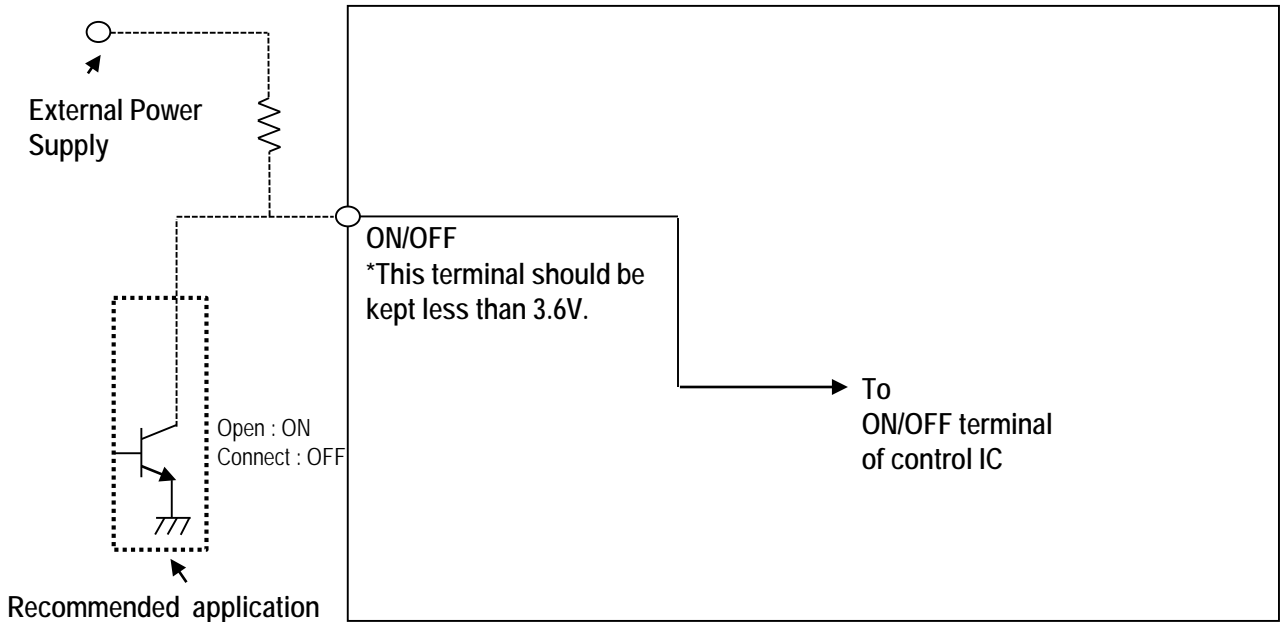 External Power
Supply
ON/OFF
*This terminal should be
kept less than 3.6V.
To
ON/OFF terminal
of control IC
Open : ON
Connect : OFF
Recommended application